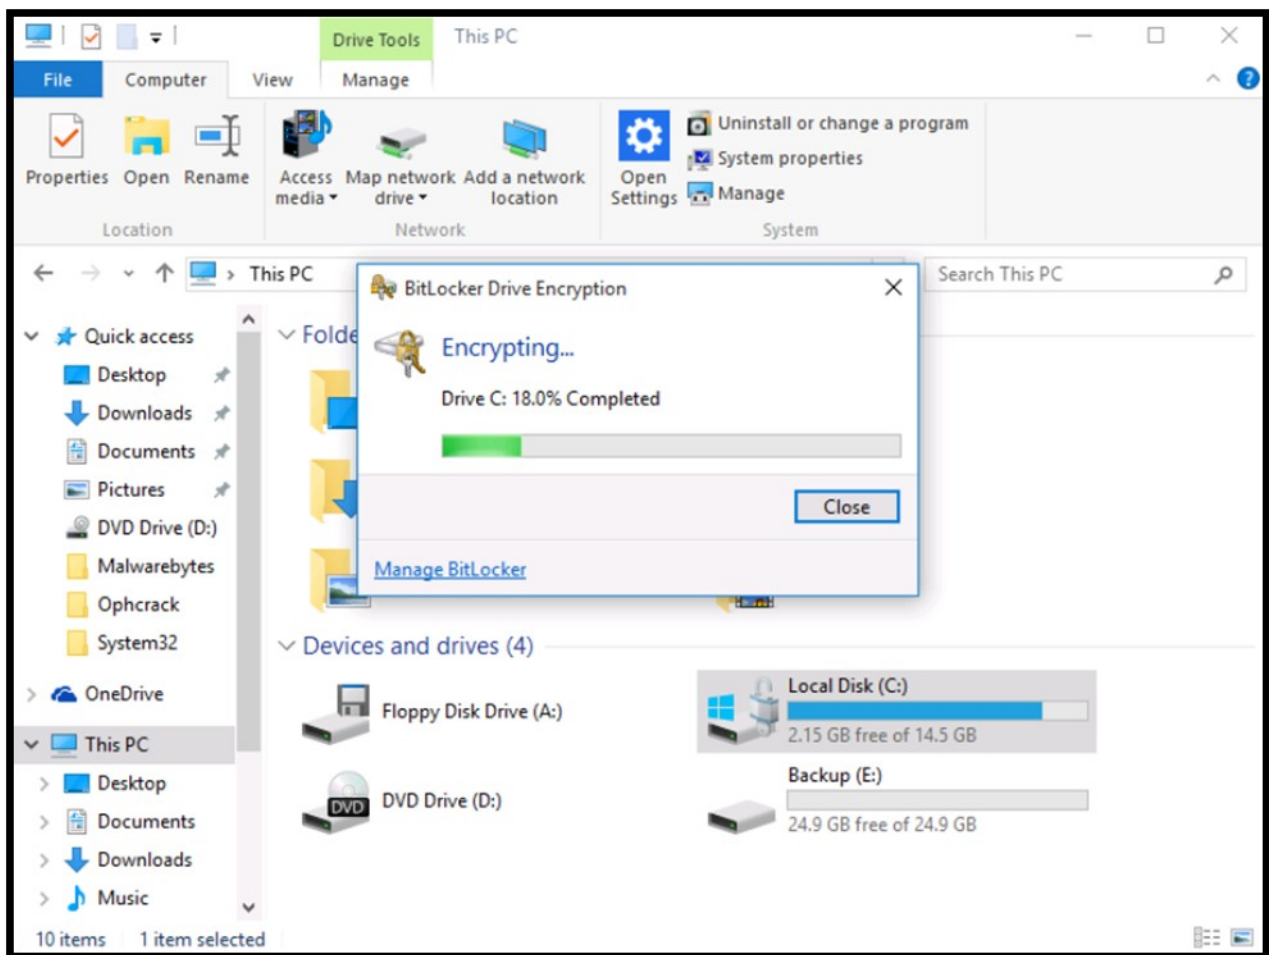 Drive Tools This PC
File Computer View Manage
Properties Open Rename
Access media Map network drive Add a network location
Open Settings
Uninstall or change a program
System properties
Manage
Location Network System
This PC Search This PC
Quick access
Desktop
Downloads
Documents
Pictures
DVD Drive (D:)
Malwarebytes
Ophcrack
System32
OneDrive
This PC
Desktop
Documents
Downloads
Music
Folde
BitLocker Drive Encryption
Encrypting...
Drive C: 18.0% Completed
Close
Manage BitLocker
Devices and drives (4)
Floppy Disk Drive (A:)
Local Disk (C:)
2.15 GB free of 14.5 GB
DVD
DVD Drive (D:)
Backup (E:)
24.9 GB free of 24.9 GB
10 items 1 item selected